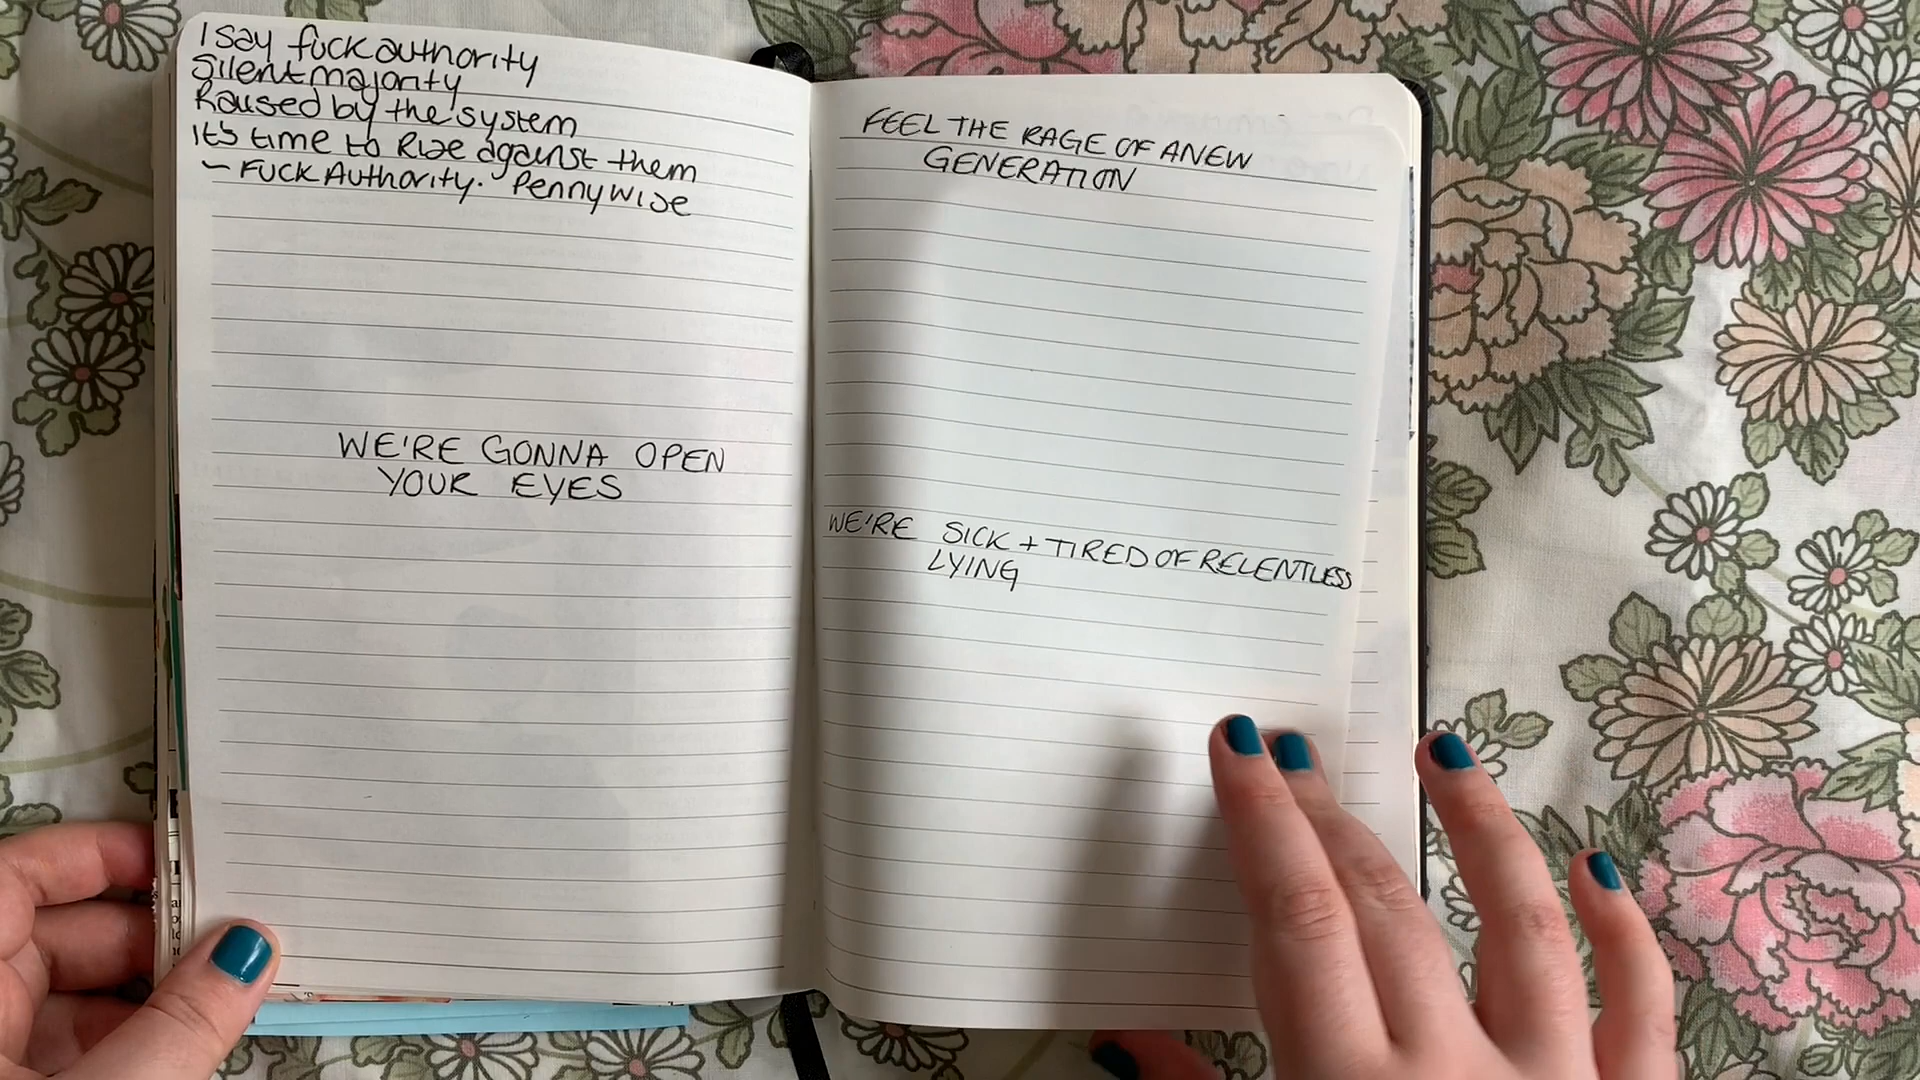 I say fuck authority
Silent majority
Raised by the system
It's time to Rise against them
~ FUCK Authority. Pennywise
WE'RE GONNA OPEN
YOUR EYES
FEEL THE RAGE OF A NEW
GENERATION
WE'RE SICK + TIRED OF RELENTLESS
LYING